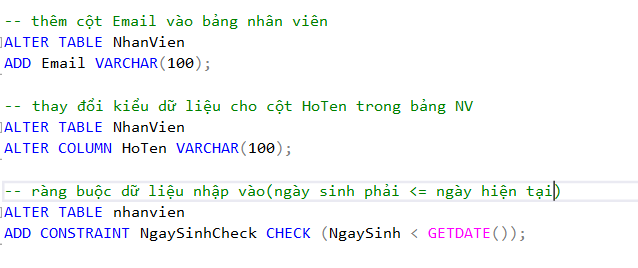 -- thêm cột Email vào bảng nhân viên
ALTER TABLE NhanVien
ADD Email VARCHAR(100);
-- thay đổi kiểu dữ liệu cho cột HoTen trong bảng NV
ALTER TABLE NhanVien
ALTER COLUMN HoTen VARCHAR(100);
-- ràng buộc dữ liệu nhập vào(ngày sinh phải <= ngày hiện tại)
ALTER TABLE nhanvien
ADD CONSTRAINT NgaySinhCheck CHECK (NgaySinh < GETDATE());